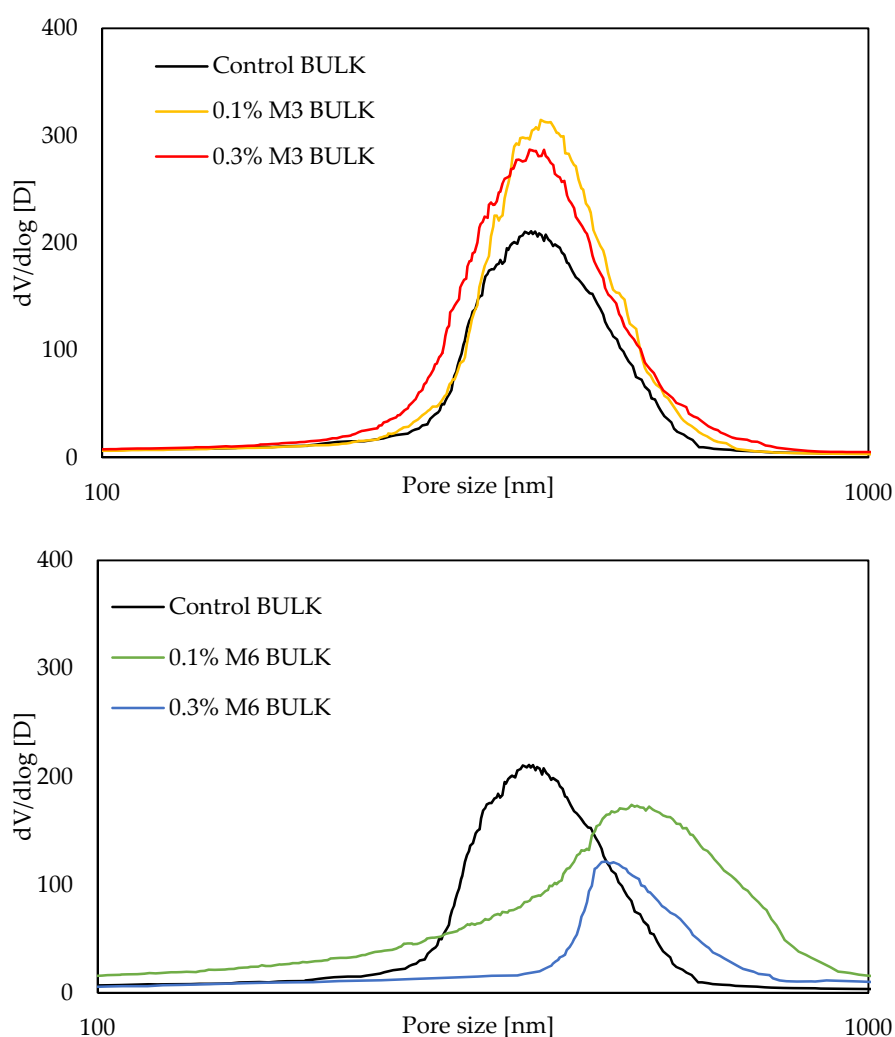 400
300
200
100
0
dV/dlog [D]
Control BULK
0.1% M3 BULK
0.3% M3 BULK
100
Pore size [nm]
1000
400
300
200
100
0
dV/dlog [D]
Control BULK
0.1% M6 BULK
0.3% M6 BULK
100
Pore size [nm]
1000